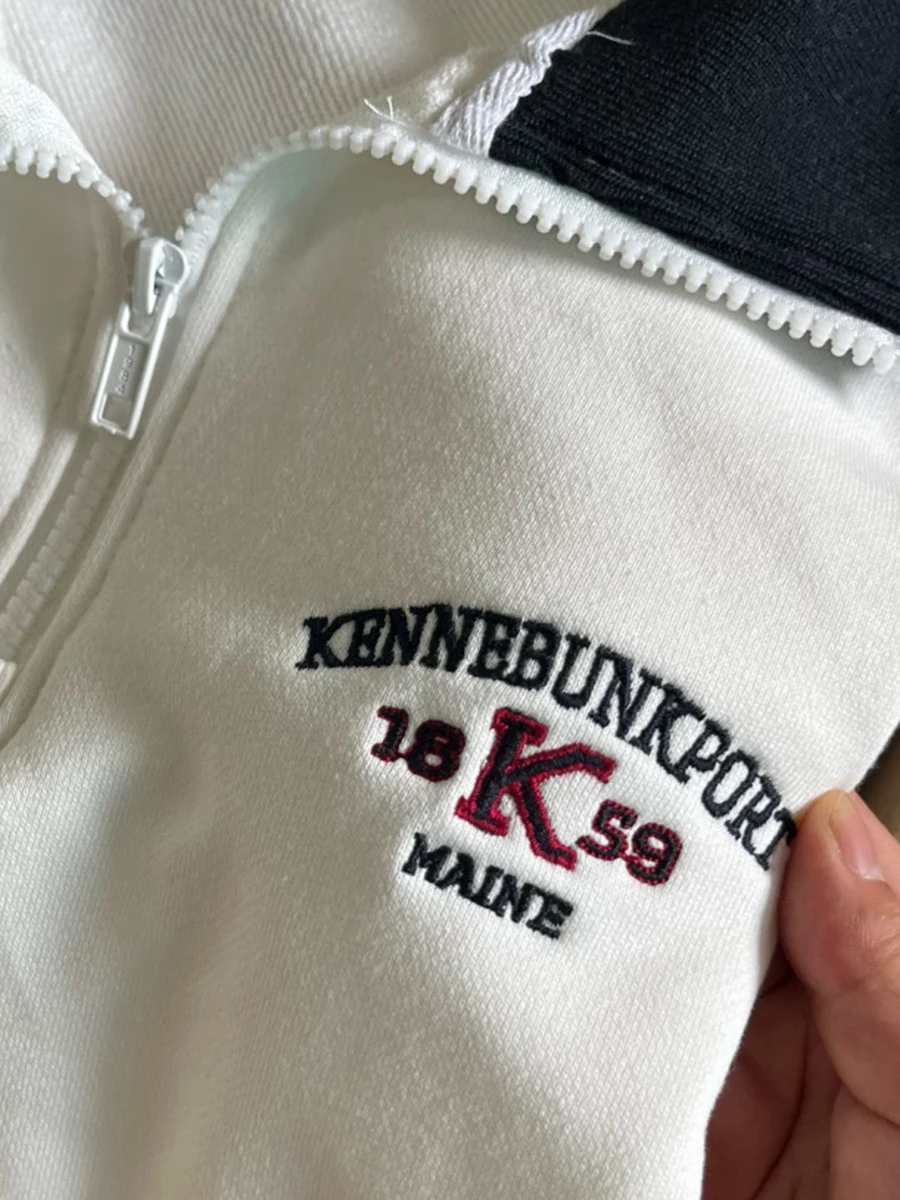 KENNEBUNKPORT
18 K 59
MAINE